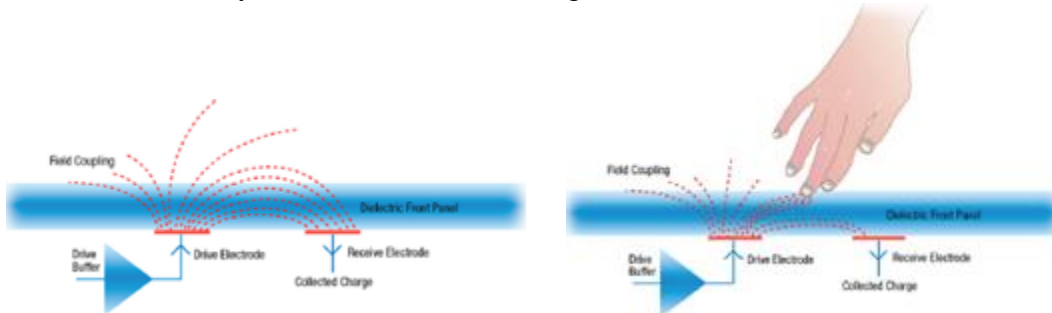 Field Coupling
Dielectric Front Panel
Drive
Buffer
Drive Electrode
Receive Electrode
Collected Charge
Field Coupling
Dielectric Front Panel
Drive
Buffer
Drive Electrode
Receive Electrode
Collected Charge